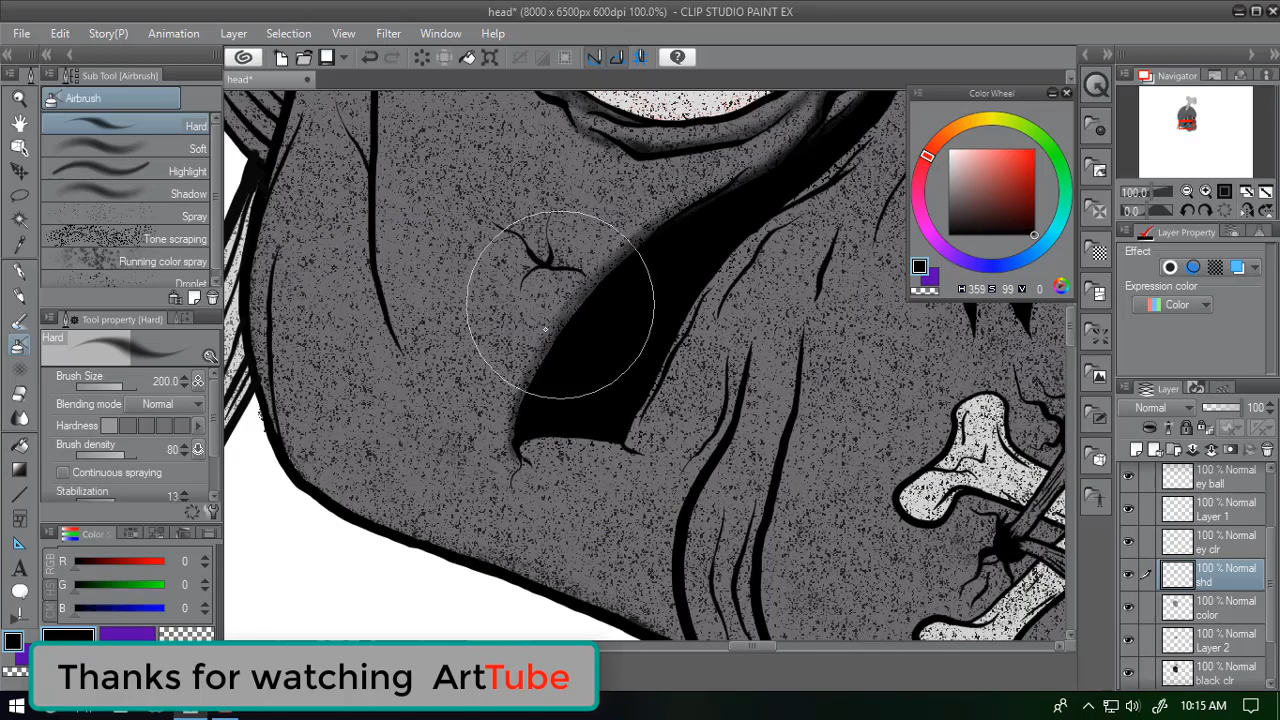 head* (8000 x 6500px 600dpi 100.0%) - CLIP STUDIO PAINT EX
File Edit Story(P) Animation Layer Selection View Filter Window Help
Sub Tool [Airbrush]
head*
Navigator
Airbrush
Color Wheel
Hard
Soft
Highlight
Shadow
100.0
Spray
0.0
Tone scraping
Layer Property
Running color spray
Effect
Droplet
Expression color
H 359 S 99 V 0
Color
Tool property [Hard]
Hard
Brush Size 200.0
Layer
Blending mode Normal
Normal 100
Hardness
Brush density 80
Continuous spraying
100 % Normal
ey ball
Stabilization 13
100 % Normal
Layer 1
Color S
100 % Normal
ey clr
RGB
R 0
100 % Normal
shd
G 0
B 0
100 % Normal
color
100 % Normal
Layer 2
100 % Normal
black clr
Thanks for watching ArtTube
10:15 AM